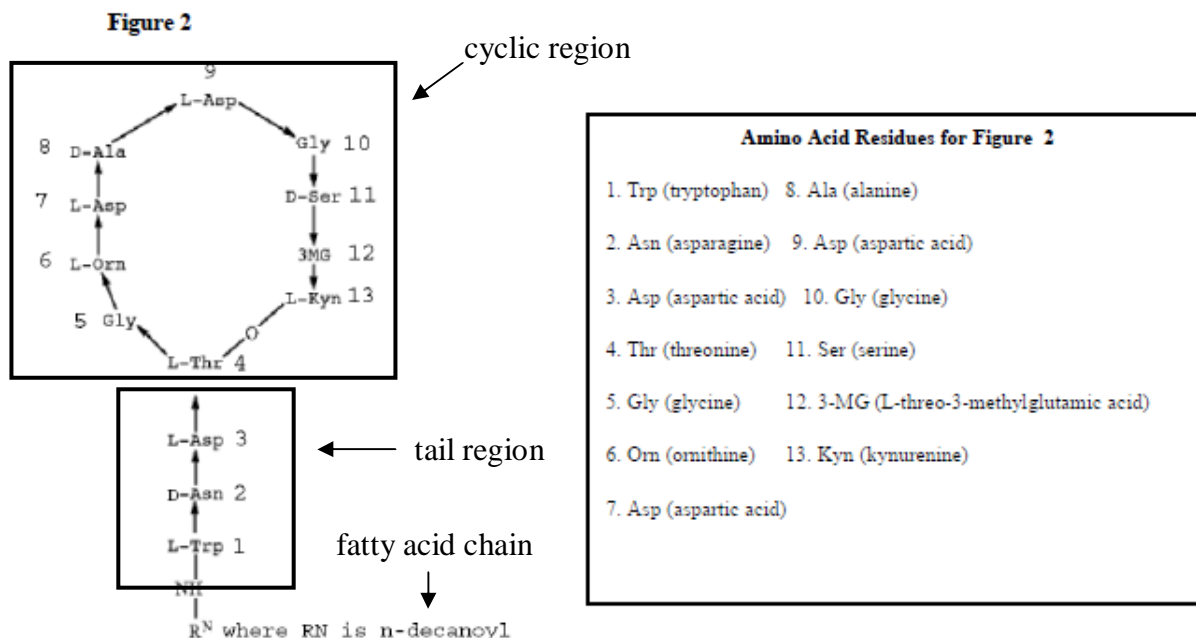 Figure 2
cyclic region
9
L-Asp
8 D-Ala
Gly 10
7 L-Asp
D-Ser 11
6 L-Orn
3MG 12
L-Kyn 13
5 Gly
O
L-Thr 4
L-Asp 3
tail region
D-Asn 2
L-Trp 1
fatty acid chain
NH
R^N where RN is n-decanoyl
Amino Acid Residues for Figure 2
1. Trp (tryptophan) 8. Ala (alanine)
2. Asn (asparagine) 9. Asp (aspartic acid)
3. Asp (aspartic acid) 10. Gly (glycine)
4. Thr (threonine) 11. Ser (serine)
5. Gly (glycine) 12. 3-MG (L-threo-3-methylglutamic acid)
6. Orn (ornithine) 13. Kyn (kynurenine)
7. Asp (aspartic acid)